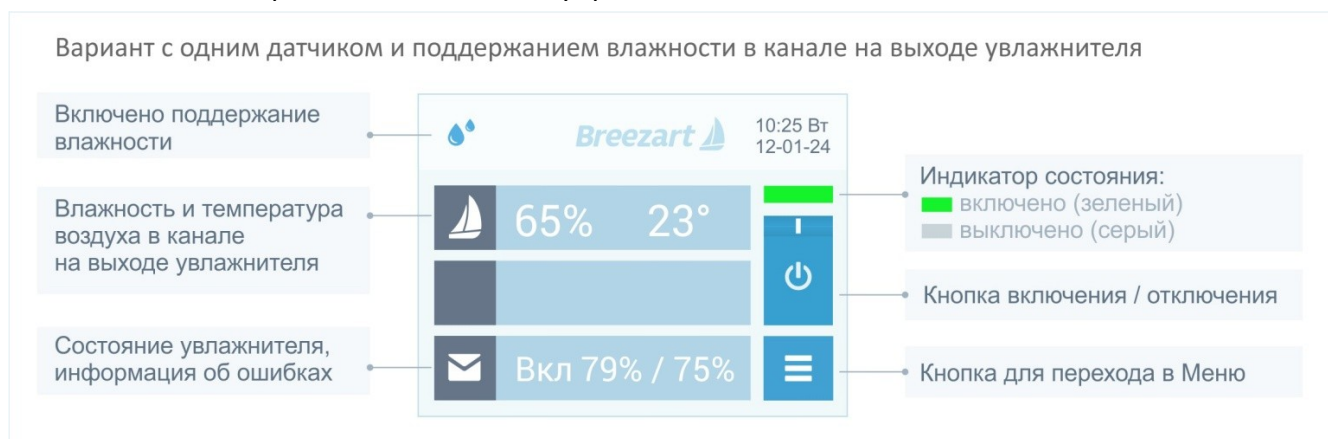 Вариант с одним датчиком и поддержанием влажности в канале на выходе увлажнителя
Включено поддержание
влажности
Breezart
10:25 Вт
12-01-24
Влажность и температура
воздуха в канале
на выходе увлажнителя
65% 23°
Индикатор состояния:
включено (зеленый)
выключено (серый)
Кнопка включения / отключения
Состояние увлажнителя,
информация об ошибках
Вкл 79% / 75%
Кнопка для перехода в Меню